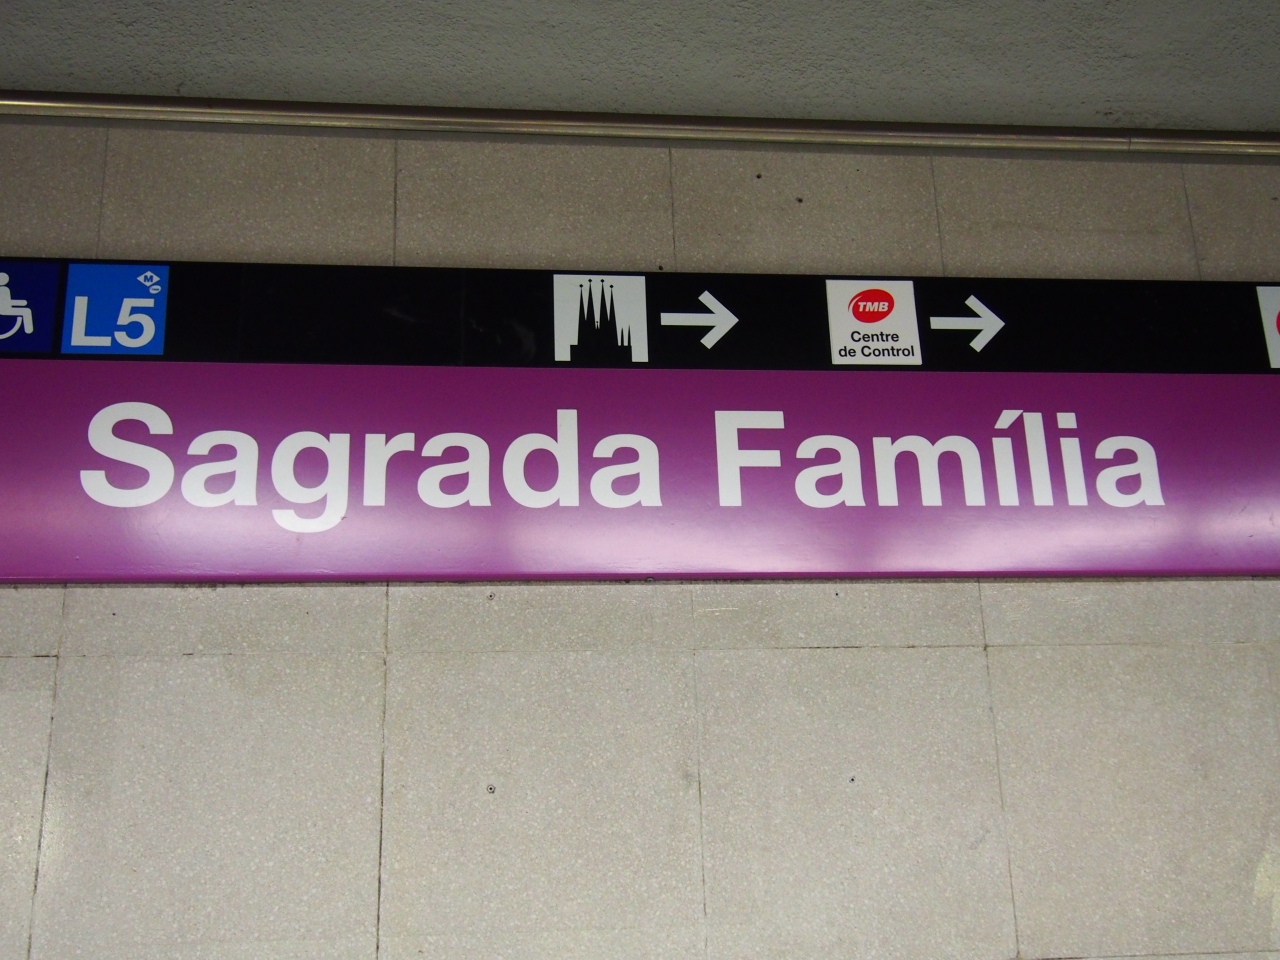 L5
M
TMB
Centre
de Control
Sagrada Família